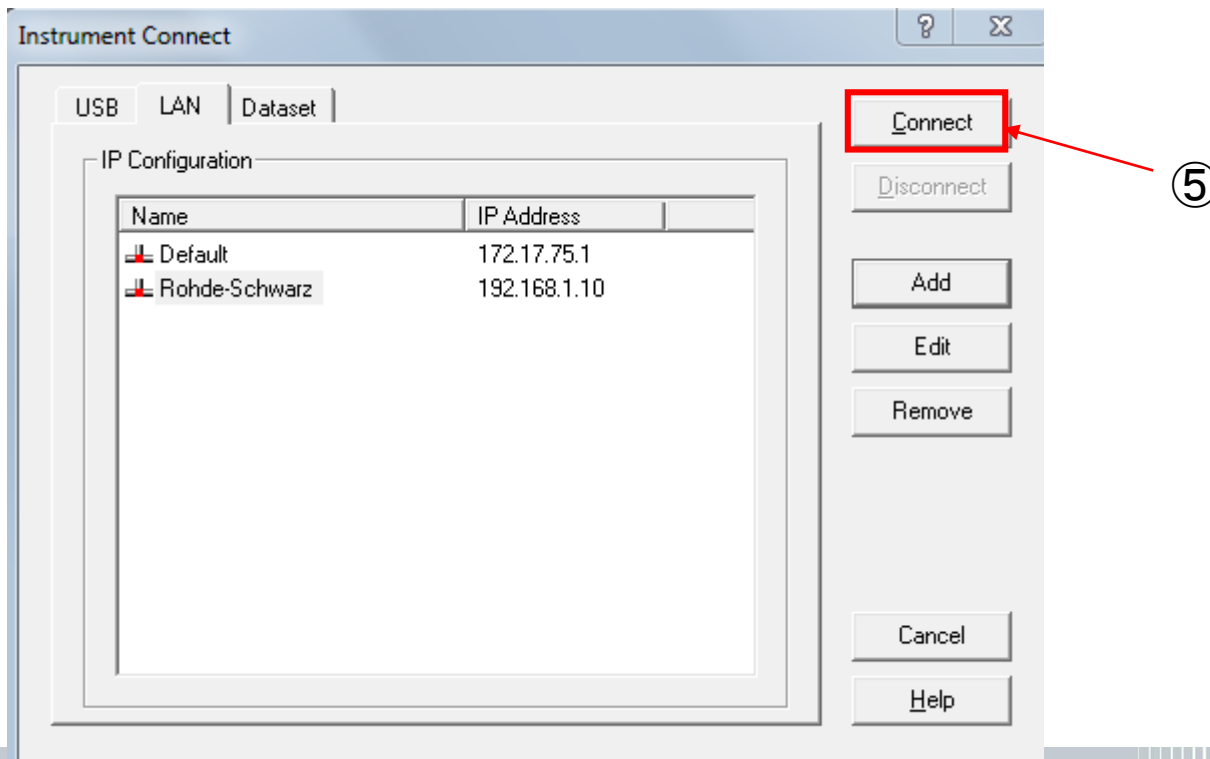 Instrument Connect
USB LAN Dataset
IP Configuration
Name IP Address
Default 172.17.75.1
Rohde-Schwarz 192.168.1.10
Connect
Disconnect
Add
Edit
Remove
Cancel
Help
⑤